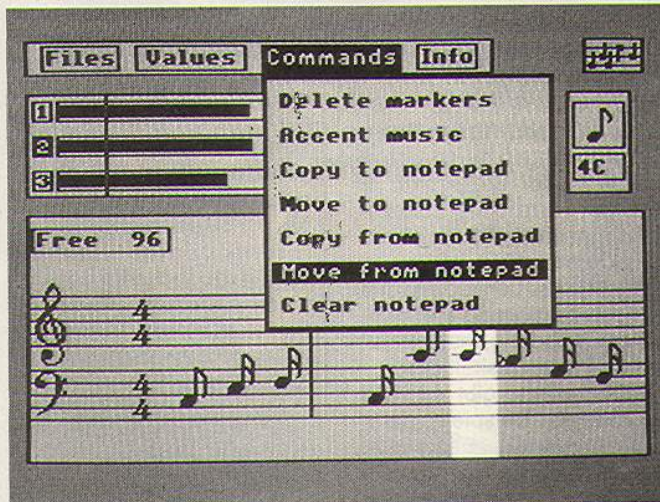 Files Values Commands Info
Delete markers
1
Accent music
2
Copy to notepad
4C
3
Move to notepad
Free 96
Copy from notepad
Move from notepad
Clear notepad
4
4
4
4